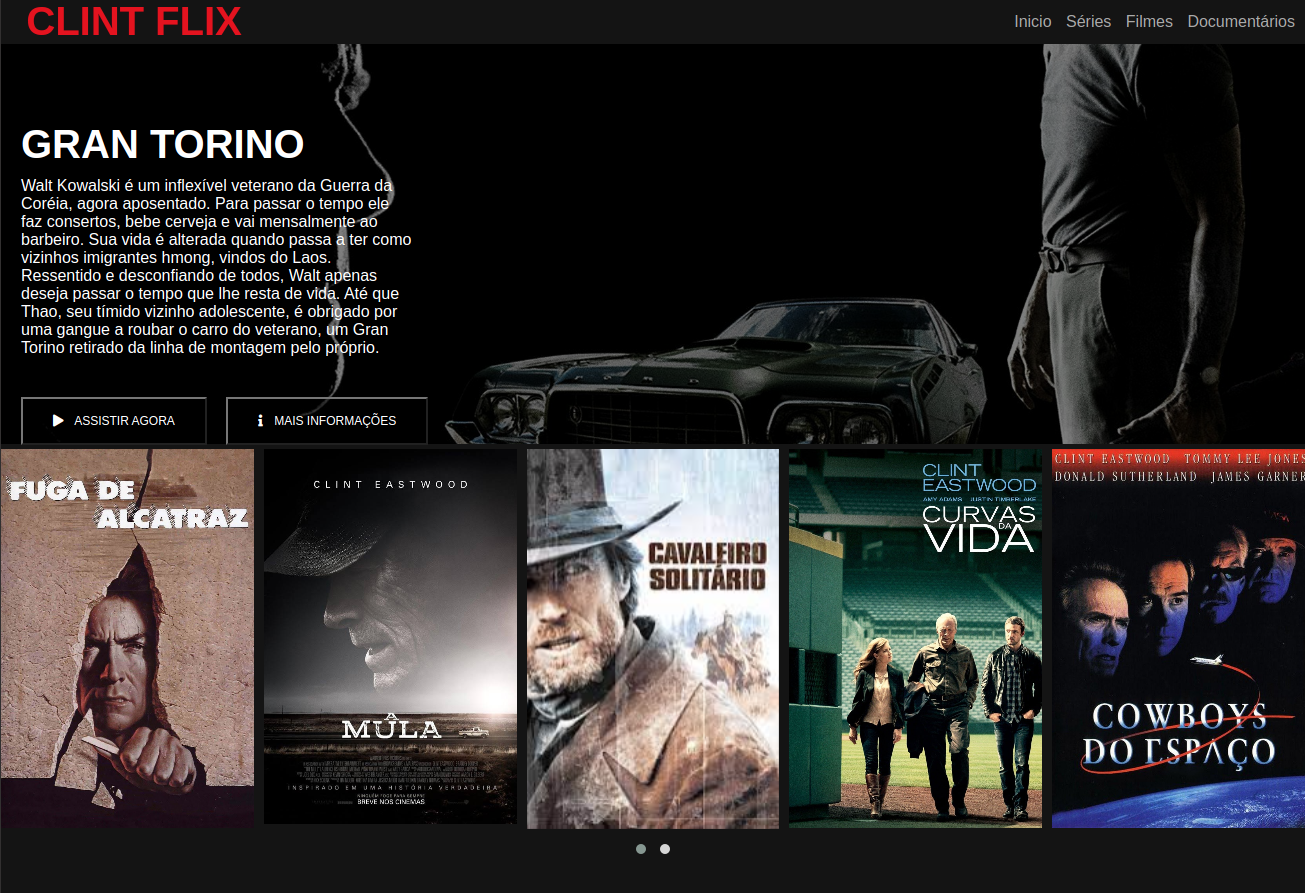 CLINT FLIX
Inicio Séries Filmes Documentários
GRAN TORINO
Walt Kowalski é um inflexível veterano da Guerra da
Coréia, agora aposentado. Para passar o tempo ele
faz consertos, bebe cerveja e vai mensalmente ao
barbeiro. Sua vida é alterada quando passa a ter como
vizinhos imigrantes hmong, vindos do Laos.
Ressentido e desconfiando de todos, Walt apenas
deseja passar o tempo que lhe resta de vida. Até que
Thao, seu tímido vizinho adolescente, é obrigado por
uma gangue a roubar o carro do veterano, um Gran
Torino retirado da linha de montagem pelo próprio.
ASSISTIR AGORA
MAIS INFORMAÇÕES
FUGA DE
ALCATRAZ
CLINT EASTWOOD
A
MULA
INSPIRADO EM UMA HISTÓRIA VERDADEIRA
NINGUÉM FOGE PARA SEMPRE
BREVE NOS CINEMAS
CAVALEIRO
SOLITÁRIO
CLINT
EASTWOOD
AMY ADAMS JUSTIN TIMBERLAKE
CURVAS
DA
VIDA
CLINT EASTWOOD TOMMY LEE JONES
DONALD SUTHERLAND JAMES GARNER
COWBOYS
DO ESPAÇO